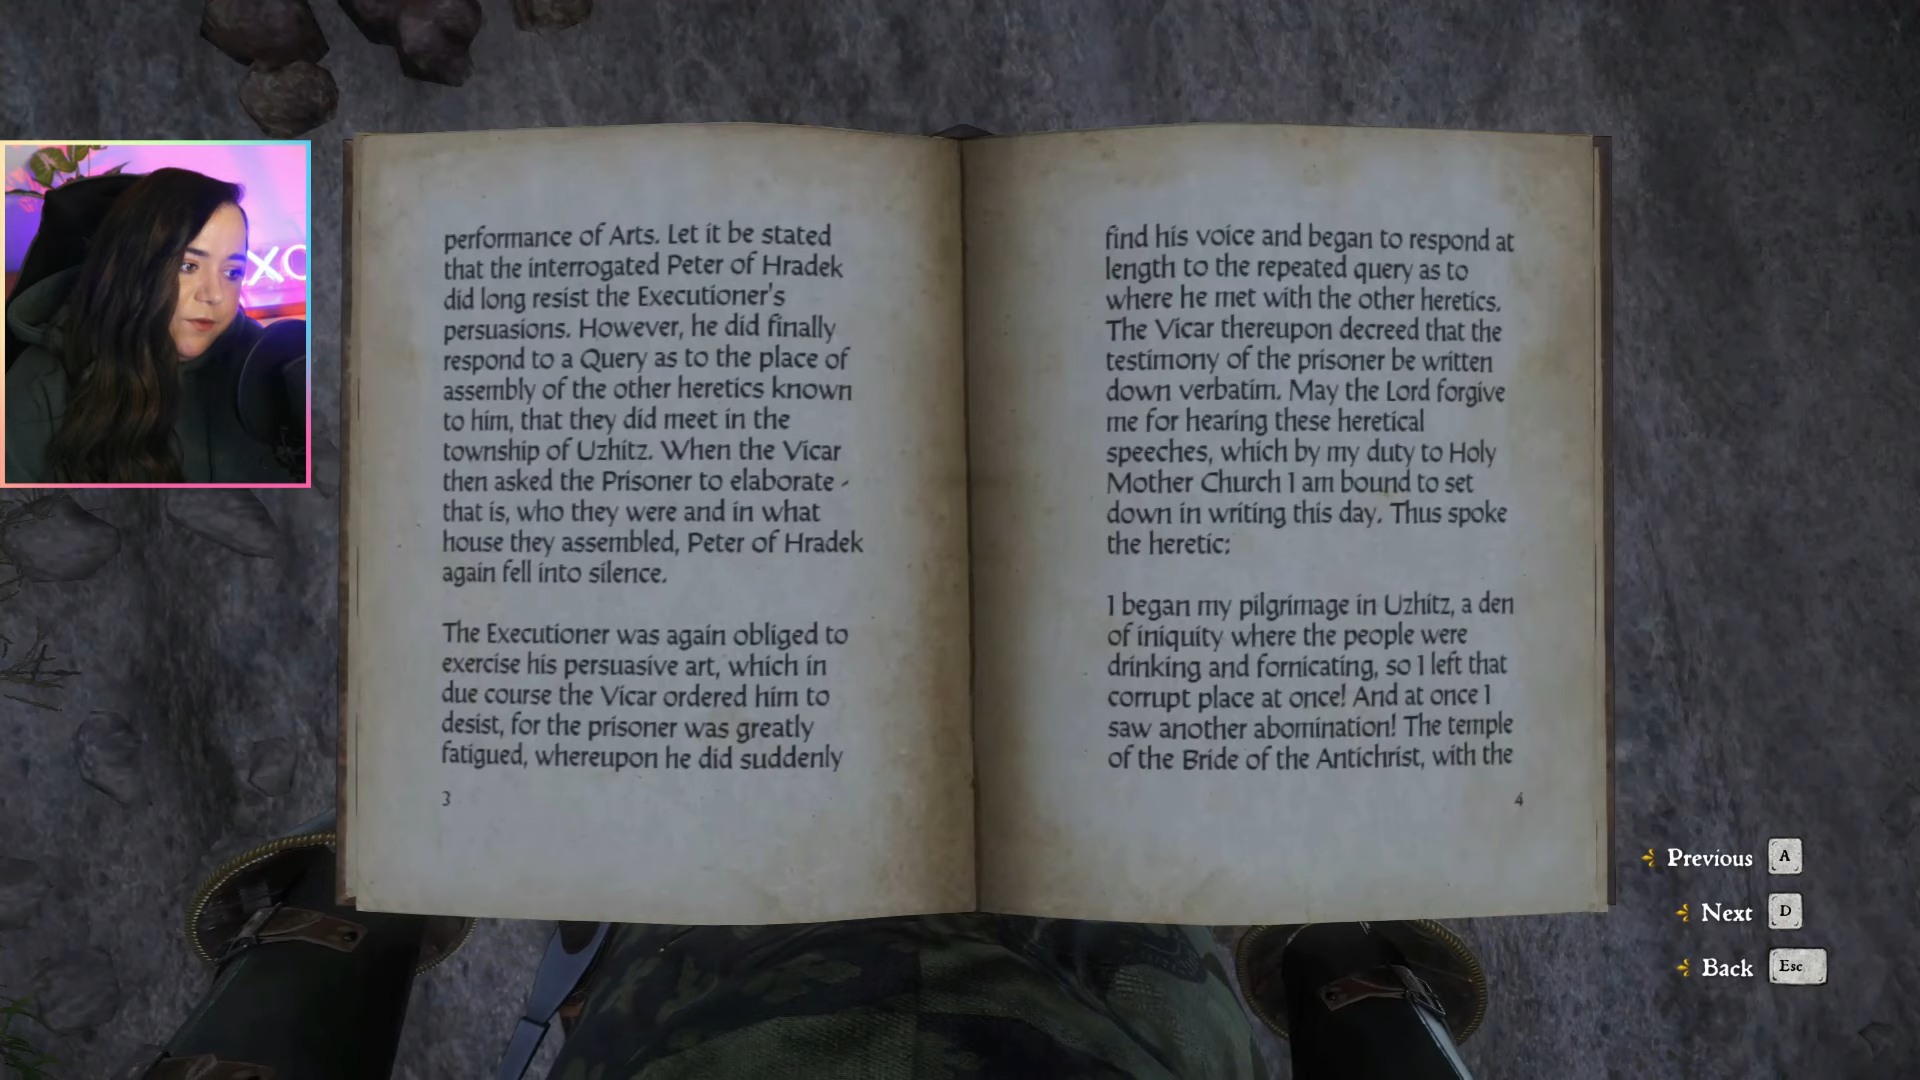 performance of Arts. Let it be stated
that the interrogated Peter of Hradek
did long resist the Executioner's
persuasions. However, he did finally
respond to a Query as to the place of
assembly of the other heretics known
to him, that they did meet in the
township of Uzhitz. When the Vicar
then asked the Prisoner to elaborate -
that is, who they were and in what
house they assembled, Peter of Hradek
again fell into silence.
The Executioner was again obliged to
exercise his persuasive art, which in
due course the Vicar ordered him to
desist, for the prisoner was greatly
fatigued, whereupon he did suddenly
3
find his voice and began to respond at
length to the repeated query as to
where he met with the other heretics.
The Vicar thereupon decreed that the
testimony of the prisoner be written
down verbatim. May the Lord forgive
me for hearing these heretical
speeches, which by my duty to Holy
Mother Church I am bound to set
down in writing this day. Thus spoke
the heretic:
I began my pilgrimage in Uzhitz, a den
of iniquity where the people were
drinking and fornicating, so I left that
corrupt place at once! And at once I
saw another abomination! The temple
of the Bride of the Antichrist, with the
4
Previous A
Next D
Back Esc